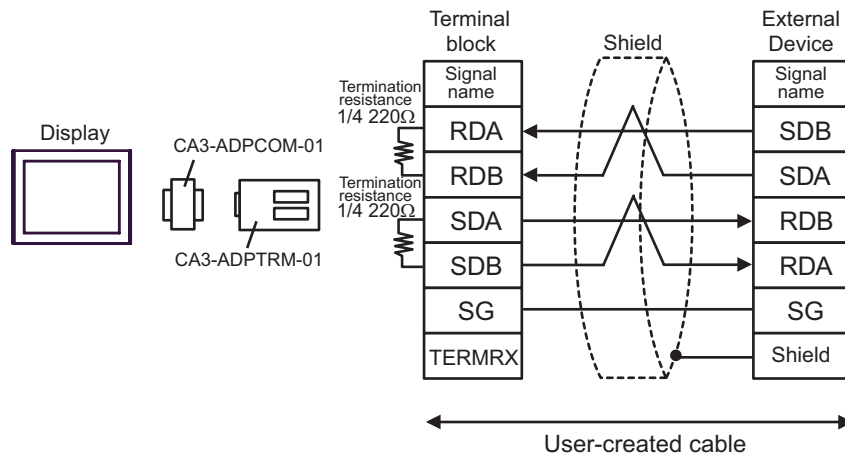 Terminal
block
Shield
External
Device
Signal
name
Signal
name
Termination
resistance
1/4 220Ω
RDA
SDB
Display
CA3-ADPCOM-01
RDB
SDA
Termination
resistance
1/4 220Ω
SDA
RDB
CA3-ADPTRM-01
SDB
RDA
SG
SG
TERMRX
Shield
User-created cable